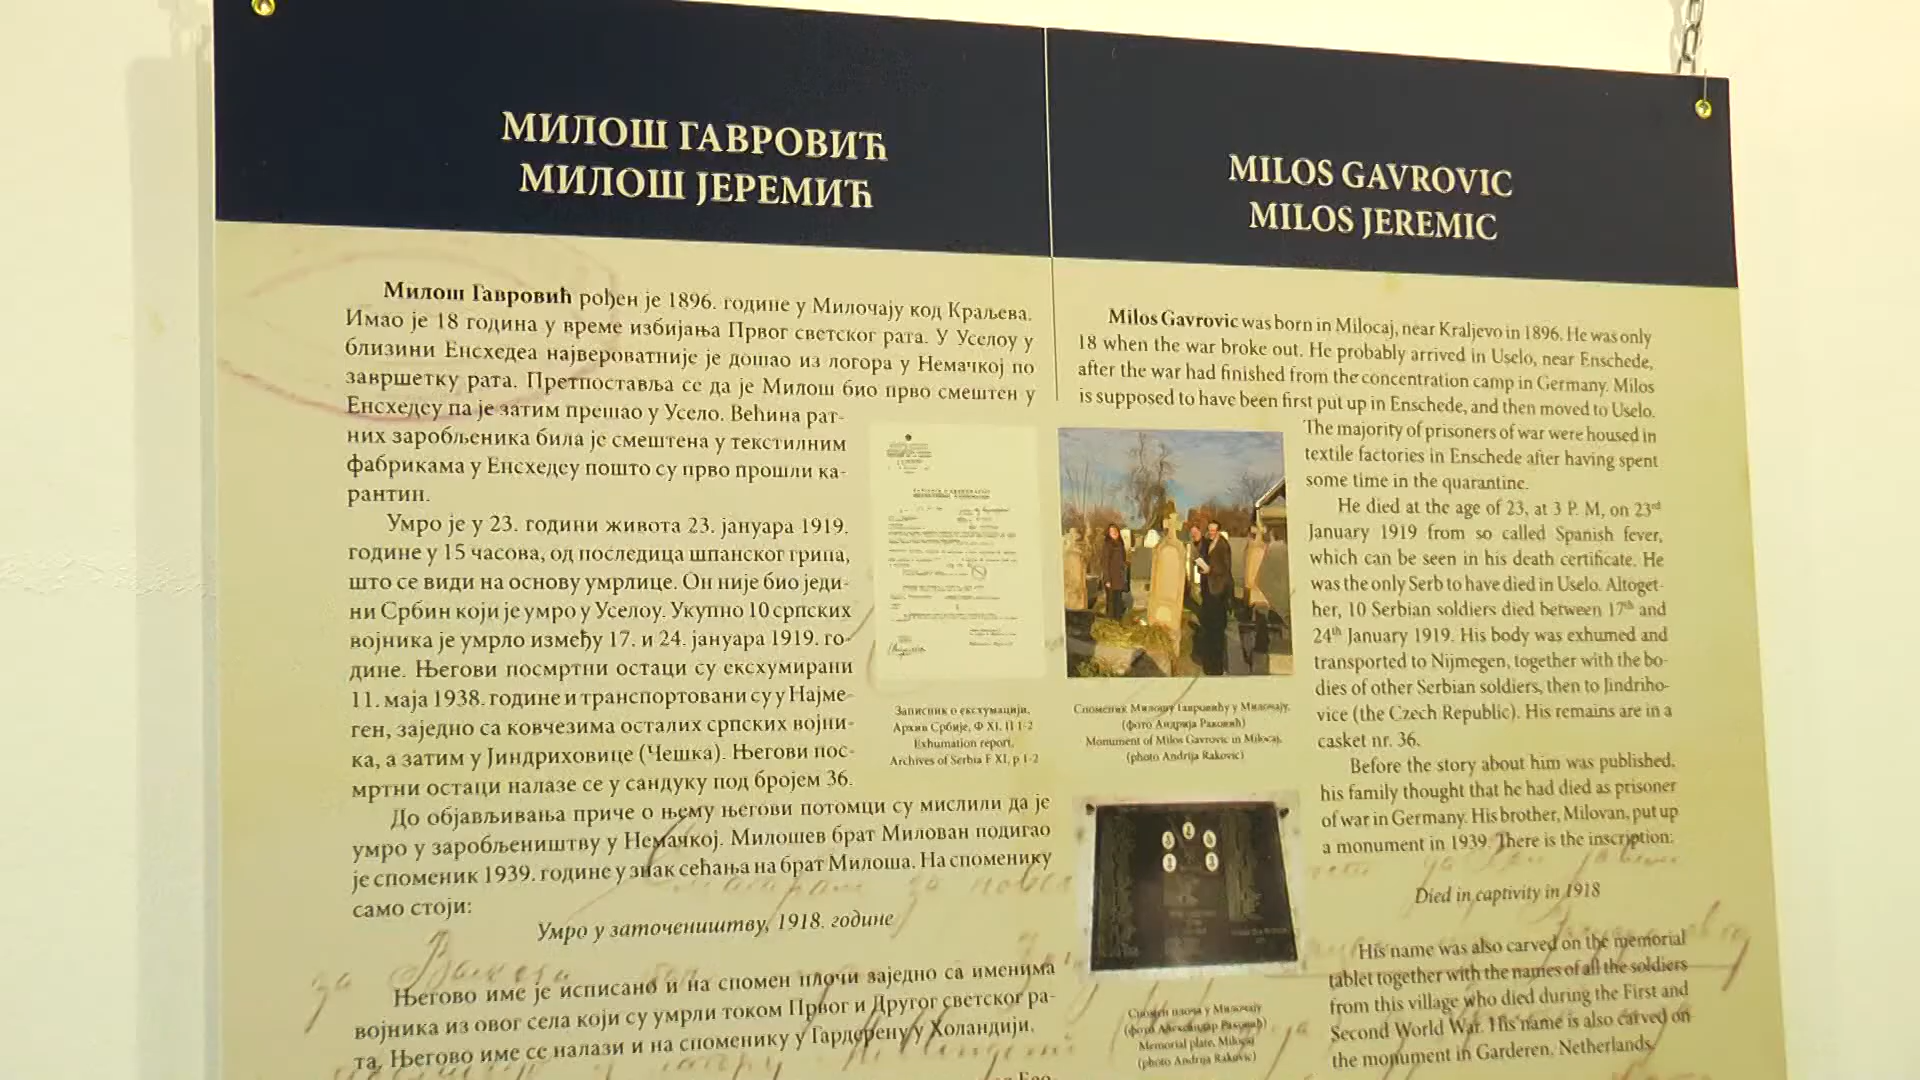 МИЛОШ ГАВРОВИЋ
МИЛОШ ЈЕРЕМИЋ
Милош Гавровић рођен је 1896. године у Милочају код Краљева.
Имао је 18 година у време избијања Првог светског рата. У Уселоу у
близини Енсхедеа највероватније је дошао из логора у Немачкој по
завршетку рата. Претпоставља се да је Милош био прво смештен у
Енсхедеу па је затим прешао у Усело. Већина рат-
них заробљеника била је смештена у текстилним
фабрикама у Енсхедеу пошто су прво прошли ка-
рантин.
Умро је у 23. години живота 23. јануара 1919.
године у 15 часова, од последица шпанског грипа,
што се види на основу умрлице. Он није био једи-
ни Србин који је умро у Уселоу. Укупно 10 српских
војника је умрло између 17. и 24. јануара 1919. го-
дине. Његови посмртни остаци су ексхумирани
11. маја 1938. године и транспортовани су у Најме-
ген, заједно са ковчезима осталих српских војни-
ка, а затим у Јиндриховице (Чешка). Његови пос-
мртни остаци налазе се у сандуку под бројем 36.
До објављивања приче о њему његови потомци су мислили да је
умро у заробљеништву у Немачкој. Милошев брат Милован подигао
је споменик 1939. године у знак сећања на брат Милоша. На споменику
само стоји:
Умро у заточеништву, 1918. године
Његово име је исписано и на спомен плочи заједно са именима
војника из овог села који су умрли током Првог и Другог светског ра-
та. Његово име се налази и на споменику у Гардерену у Холандији.
Записник о ексхумацији,
Архив Србије, Ф XI, П 1-2
Exhumation report,
Archives of Serbia F XI, p 1-2
MILOS GAVROVIC
MILOS JEREMIC
Milos Gavrovic was born in Milocaj, near Kraljevo in 1896. He was only
18 when the war broke out. He probably arrived in Uselo, near Enschede,
after the war had finished from the concentration camp in Germany. Milos
is supposed to have been first put up in Enschede, and then moved to Uselo.
The majority of prisoners of war were housed in
textile factories in Enschede after having spent
some time in the quarantine.
He died at the age of 23, at 3 P. M, on 23rd
January 1919 from so called Spanish fever,
which can be seen in his death certificate. He
was the only Serb to have died in Uselo. Altoget-
her, 10 Serbian soldiers died between 17th and
24th January 1919. His body was exhumed and
transported to Nijmegen, together with the bo-
dies of other Serbian soldiers, then to Jindriho-
vice (the Czech Republic). His remains are in a
casket nr. 36.
Before the story about him was published,
his family thought that he had died as prisoner
of war in Germany. His brother, Milovan, put up
a monument in 1939. There is the inscription:
Died in captivity in 1918
His name was also carved on the memorial
tablet together with the names of all the soldiers
from this village who died during the First and
Second World War. His name is also carved on
the monument in Garderen, Netherlands.
Споменик Милошу Гавровићу у Милочају,
(фото Андрија Раковић)
Monument of Milos Gavrovic in Milocaj,
(photo Andrija Rakovic)
Спомен плоча у Милочају
(фото Александар Раковић)
Memorial plate, Milocaj
(photo Andrija Rakovic)